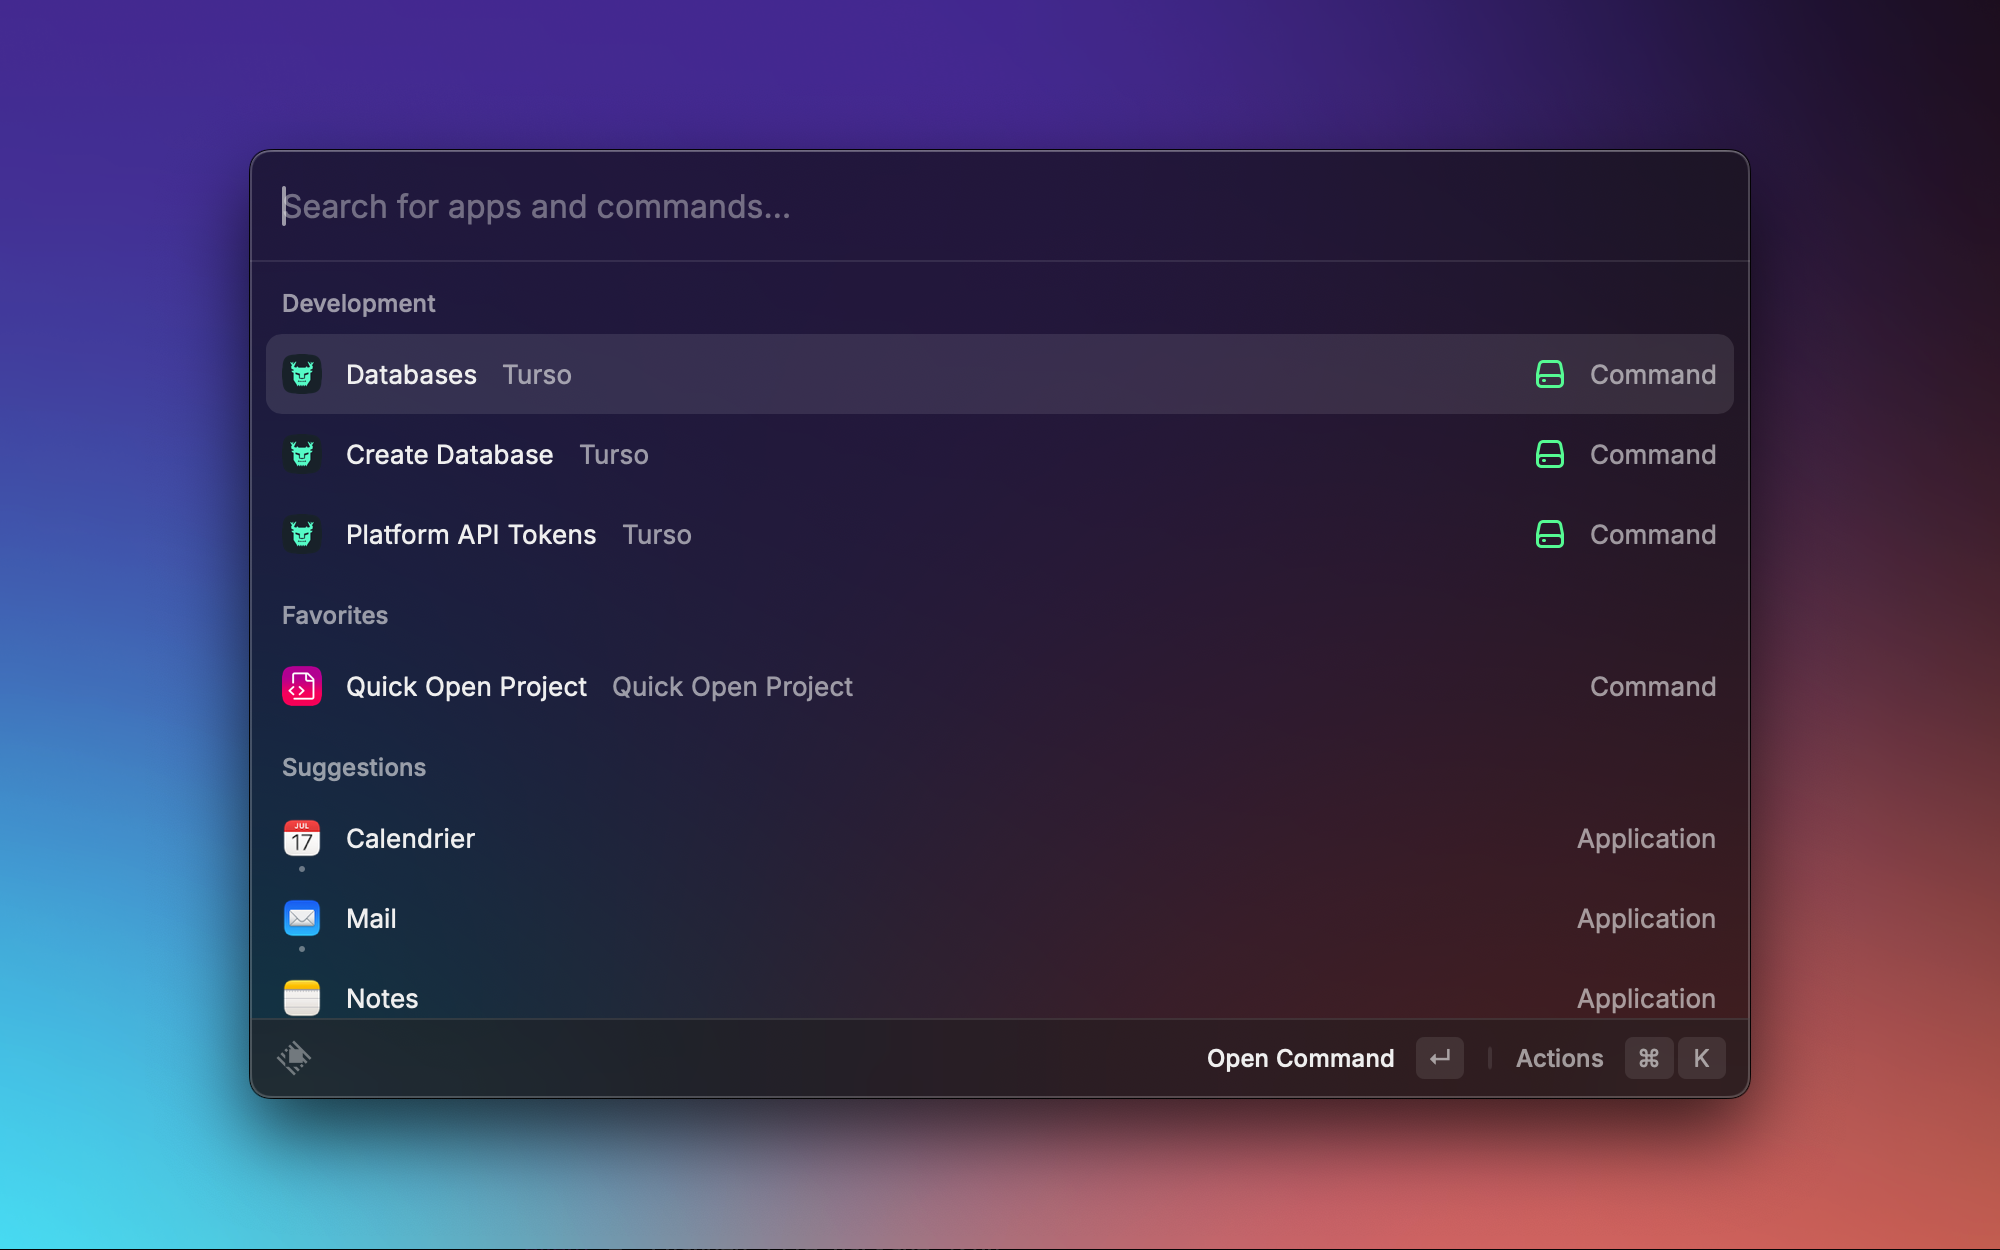 Search for apps and commands...
Development
Databases Turso Command
Create Database Turso Command
Platform API Tokens Turso Command
Favorites
Quick Open Project Quick Open Project Command
Suggestions
JUL
17
Calendrier Application
Mail Application
Notes Application
Open Command ↵ Actions ⌘ K